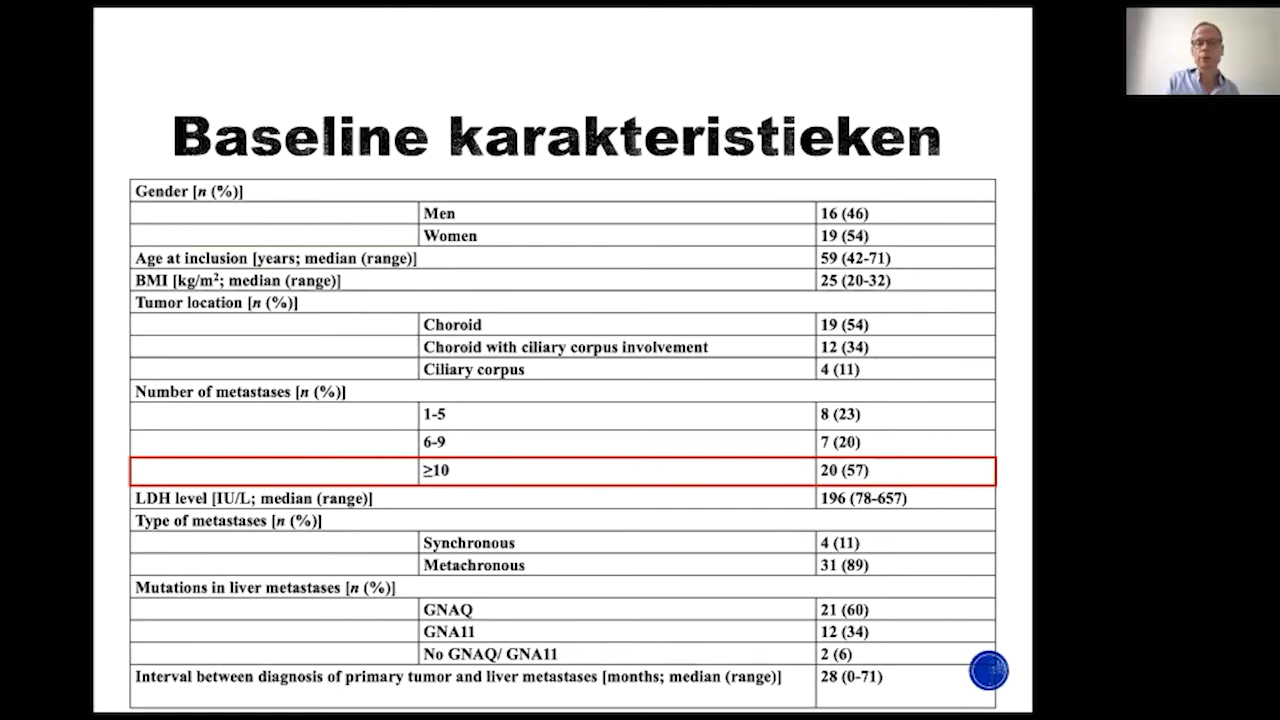 Baseline karakteristieken
Gender [n (%)]
Men 16 (46)
Women 19 (54)
Age at inclusion [years; median (range)] 59 (42-71)
BMI [kg/m²; median (range)] 25 (20-32)
Tumor location [n (%)]
Choroid 19 (54)
Choroid with ciliary corpus involvement 12 (34)
Ciliary corpus 4 (11)
Number of metastases [n (%)]
1-5 8 (23)
6-9 7 (20)
≥10 20 (57)
LDH level [IU/L; median (range)] 196 (78-657)
Type of metastases [n (%)]
Synchronous 4 (11)
Metachronous 31 (89)
Mutations in liver metastases [n (%)]
GNAQ 21 (60)
GNA11 12 (34)
No GNAQ/ GNA11 2 (6)
Interval between diagnosis of primary tumor and liver metastases [months; median (range)] 28 (0-71)